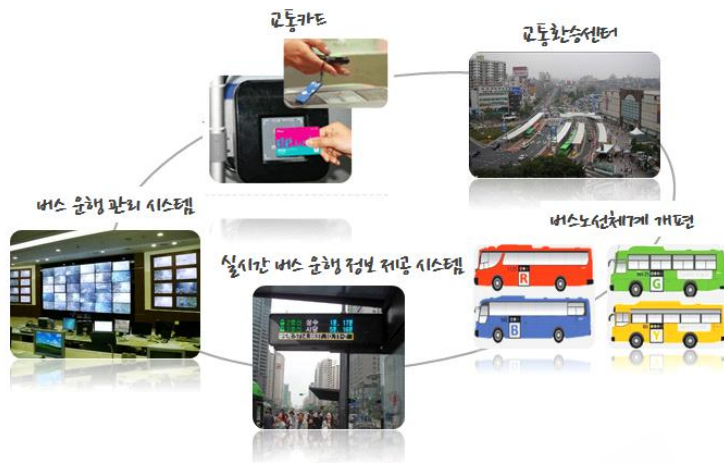 교통카드
교통환승센터
버스 운행 관리 시스템
실시간 버스 운행 정보 제공 시스템
버스노선체계 개편
R
G
B
Y